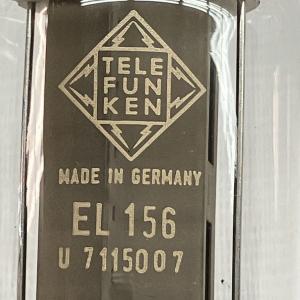 TELE
FUN
KEN
MADE IN GERMANY
EL 156
U 7115007